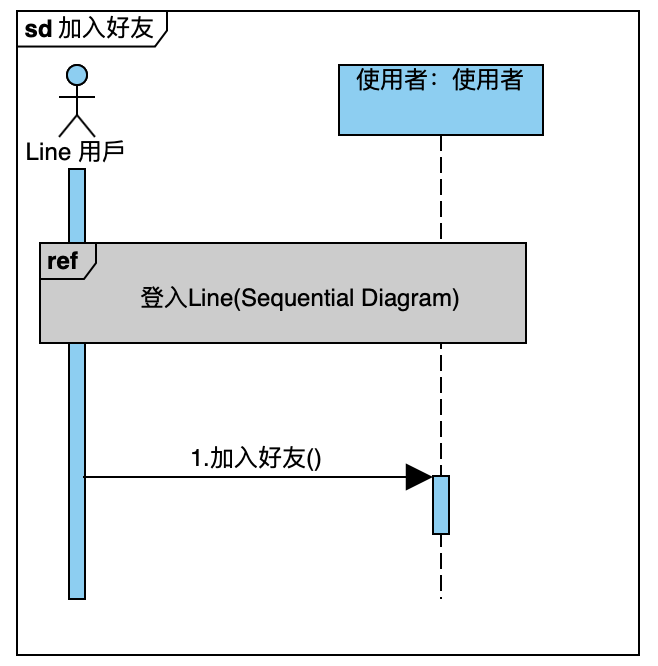 sd 加入好友
使用者：使用者
Line 用戶
ref
登入Line(Sequential Diagram)
1.加入好友()